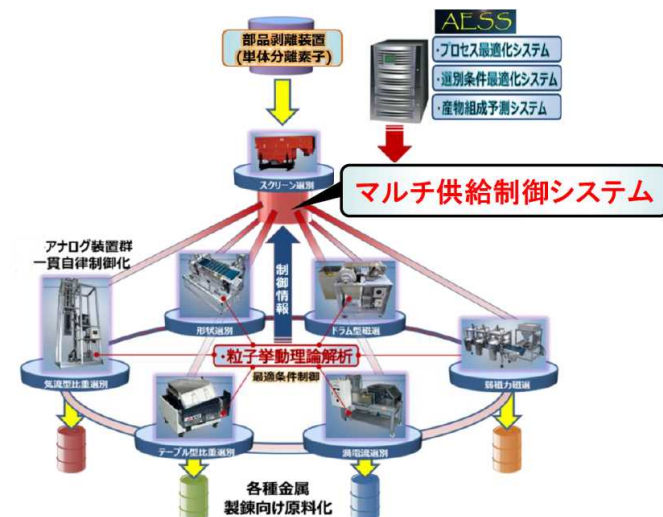 部品剥離装置
(単体分離素子)
AESS
・プロセス最適化システム
・選別条件最適化システム
・産物組成予測システム
スクリーン選別
マルチ供給制御システム
アナログ装置群
一貫自律制御化
制御情報
形状選別
ドラム型磁選
・粒子挙動理論解析
最適条件制御
気流型比重選別
弱磁力磁選
テーブル型比重選別
渦電流選別
各種金属
製錬向け原料化